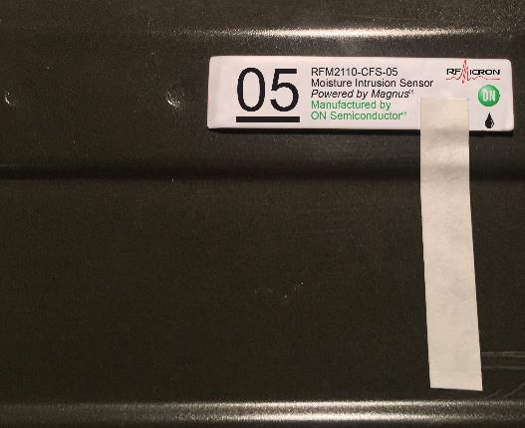 05
RFM2110-CFS-05
Moisture Intrusion Sensor
Powered by Magnus®
Manufactured by
ON Semiconductor®
RFMICRON
ON